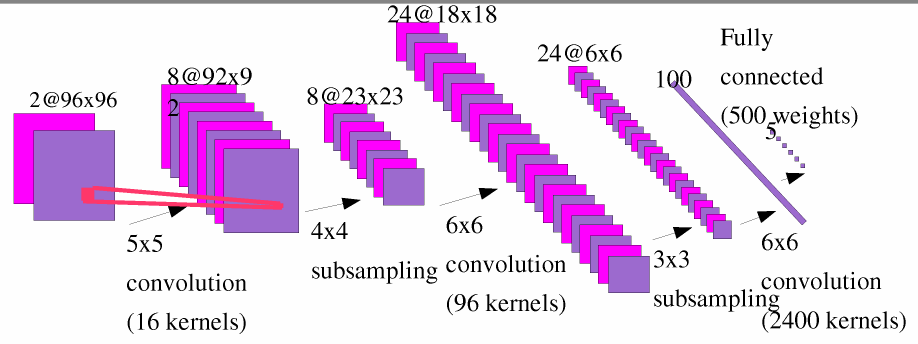 2@96x96
8@92x9
2
8@23x23
24@18x18
24@6x6
100
Fully
connected
(500 weights)
5
5x5
convolution
(16 kernels)
4x4
subsampling
6x6
convolution
(96 kernels)
3x3
subsampling
6x6
convolution
(2400 kernels)